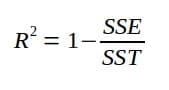 R² = 1− SSE / SST